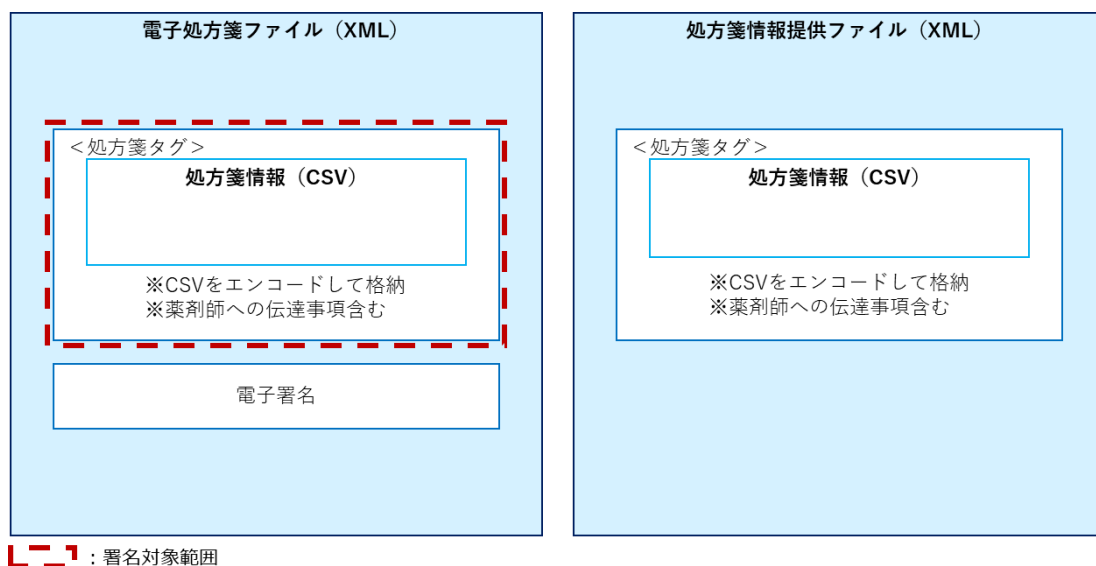 電子処方箋ファイル（XML）
＜処方箋タグ＞
処方箋情報（CSV）
※CSVをエンコードして格納
※薬剤師への伝達事項含む
電子署名
処方箋情報提供ファイル（XML）
＜処方箋タグ＞
処方箋情報（CSV）
※CSVをエンコードして格納
※薬剤師への伝達事項含む
：署名対象範囲